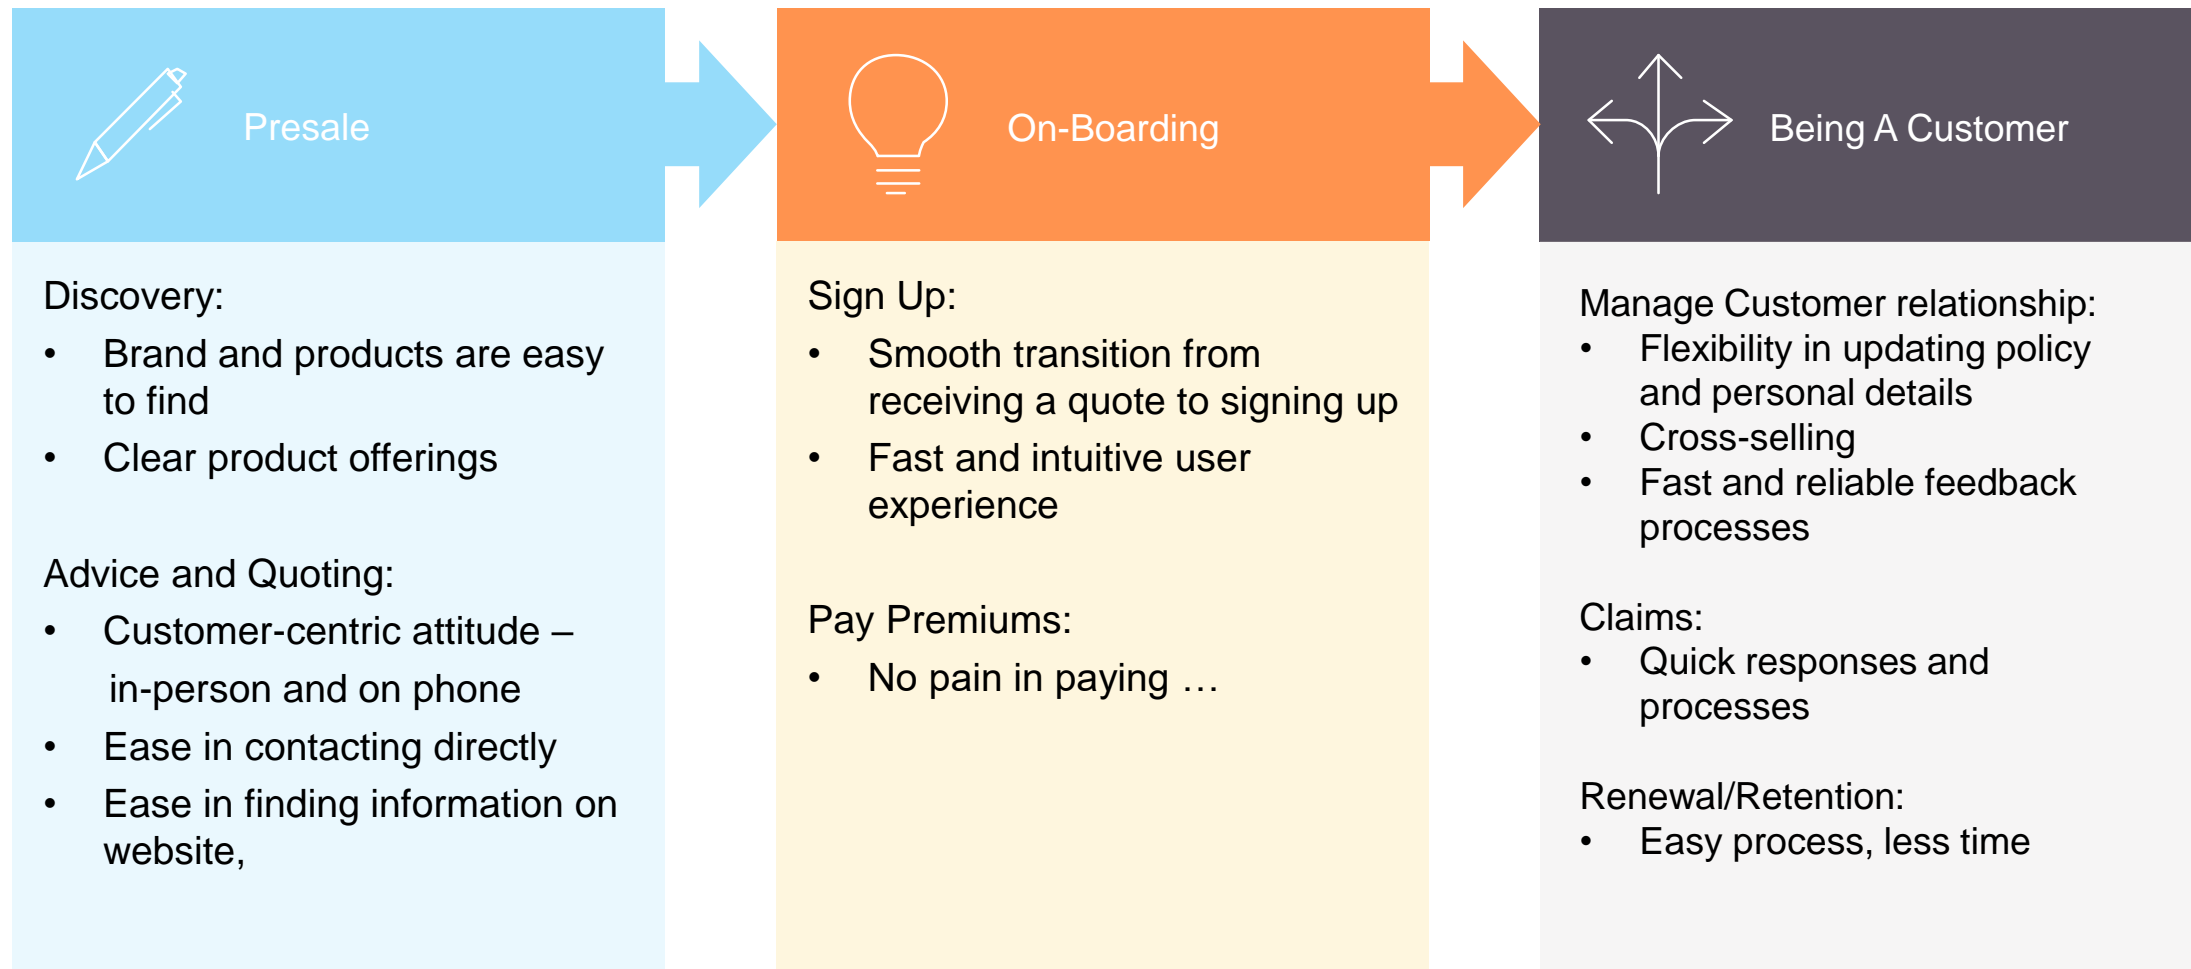 Presale
Discovery:
• Brand and products are easy
to find
• Clear product offerings
Advice and Quoting:
• Customer-centric attitude –
in-person and on phone
• Ease in contacting directly
• Ease in finding information on
website,
On-Boarding
Sign Up:
• Smooth transition from
receiving a quote to signing up
• Fast and intuitive user
experience
Pay Premiums:
• No pain in paying …
Being A Customer
Manage Customer relationship:
• Flexibility in updating policy
and personal details
• Cross-selling
• Fast and reliable feedback
processes
Claims:
• Quick responses and
processes
Renewal/Retention:
• Easy process, less time